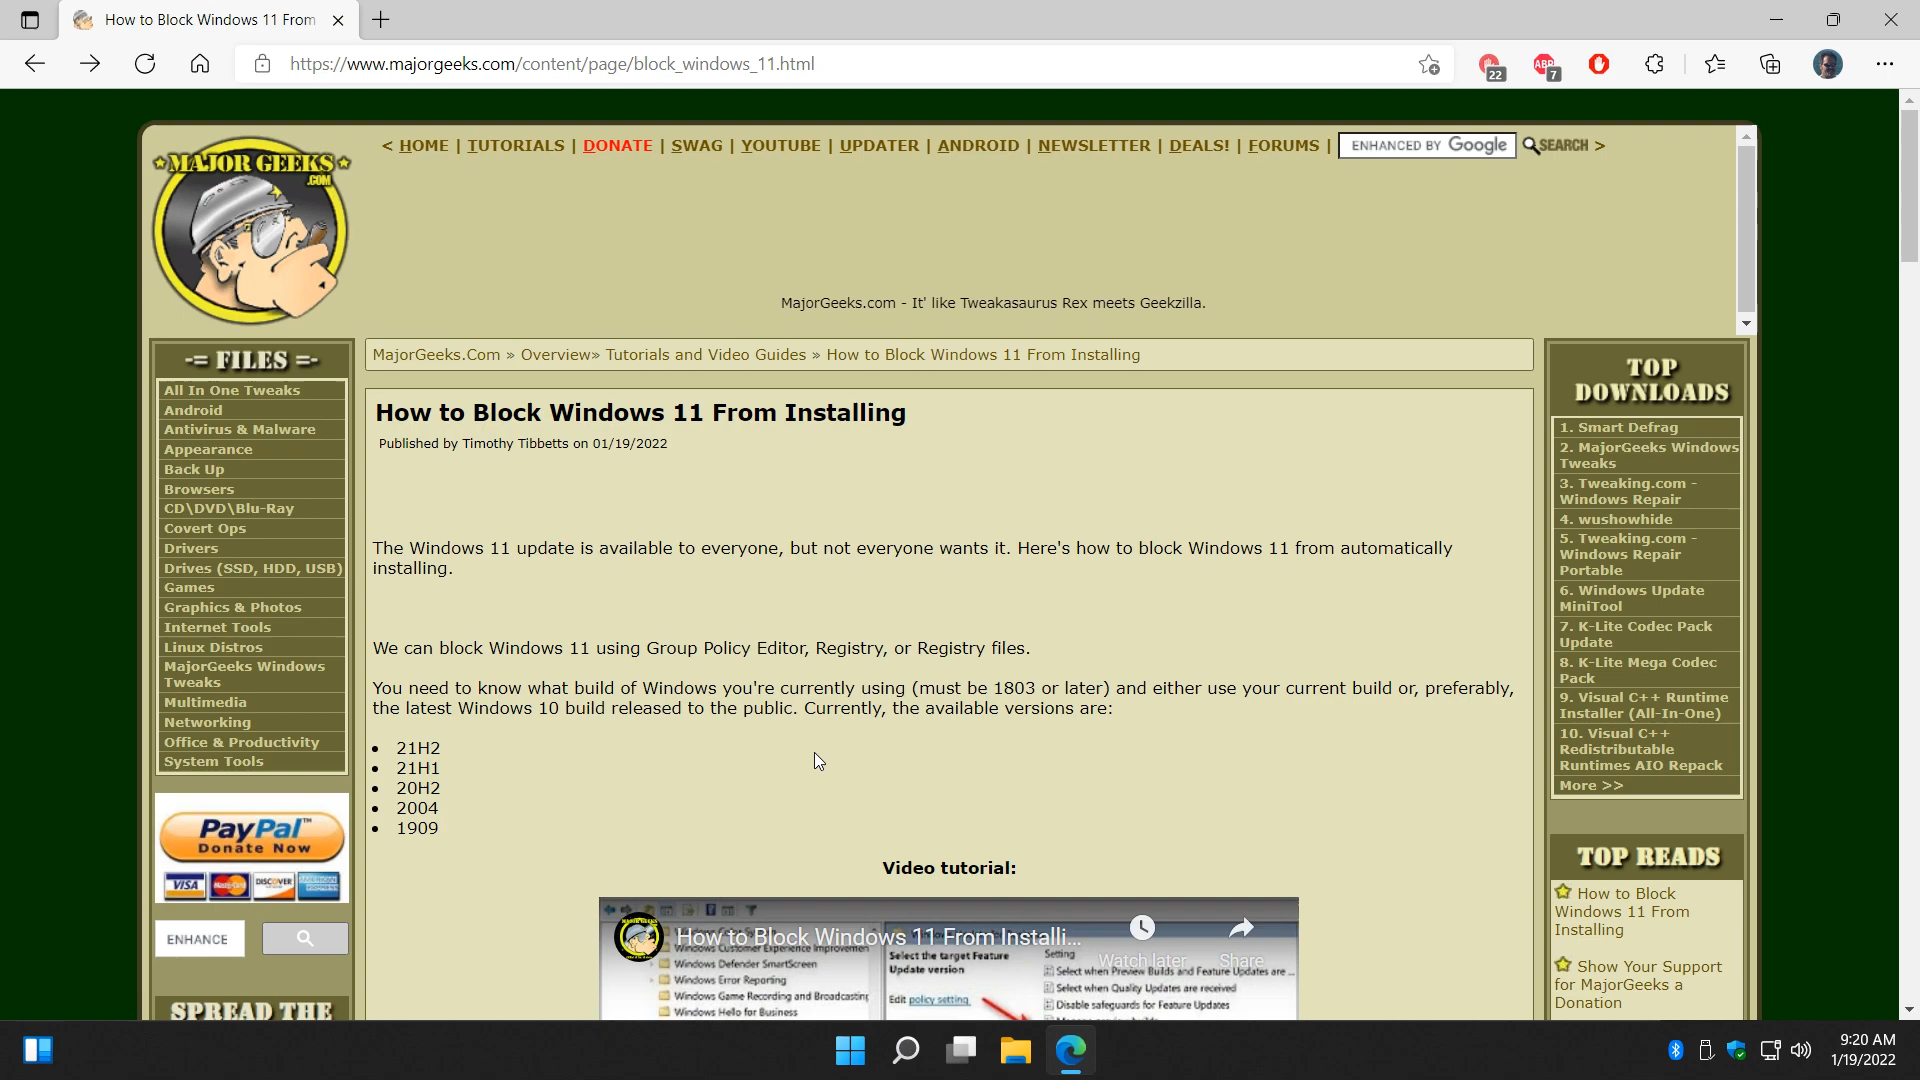 How to Block Windows 11 From
https://www.majorgeeks.com/content/page/block_windows_11.html
22
ABP
7
MAJOR GEEKS
.COM
< HOME | TUTORIALS | DONATE | SWAG | YOUTUBE | UPDATER | ANDROID | NEWSLETTER | DEALS! | FORUMS | ENHANCED BY Google SEARCH >
MajorGeeks.com - It' like Tweakasaurus Rex meets Geekzilla.
-= FILES =-
All In One Tweaks
Android
Antivirus & Malware
Appearance
Back Up
Browsers
CD\DVD\Blu-Ray
Covert Ops
Drivers
Drives (SSD, HDD, USB)
Games
Graphics & Photos
Internet Tools
Linux Distros
MajorGeeks Windows
Tweaks
Multimedia
Networking
Office & Productivity
System Tools
PayPal™
Donate Now
VISA MasterCard DISCOVER
ENHANCE
SPREAD THE
MajorGeeks.Com » Overview» Tutorials and Video Guides » How to Block Windows 11 From Installing
How to Block Windows 11 From Installing
Published by Timothy Tibbetts on 01/19/2022
The Windows 11 update is available to everyone, but not everyone wants it. Here's how to block Windows 11 from automatically
installing.
We can block Windows 11 using Group Policy Editor, Registry, or Registry files.
You need to know what build of Windows you're currently using (must be 1803 or later) and either use your current build or, preferably,
the latest Windows 10 build released to the public. Currently, the available versions are:
• 21H2
• 21H1
• 20H2
• 2004
• 1909
Video tutorial:
How to Block Windows 11 From Installi...
Watch later
Share
Windows Customer Experience Improvemen
Windows Defender SmartScreen
Windows Error Reporting
Windows Game Recording and Broadcasting
Windows Hello for Business
Select the target Feature
Update version
Edit policy setting
Setting
Select when Preview Builds and Feature Updates are ...
Select when Quality Updates are received
Disable safeguards for Feature Updates
TOP
DOWNLOADS
1. Smart Defrag
2. MajorGeeks Windows
Tweaks
3. Tweaking.com -
Windows Repair
4. wushowhide
5. Tweaking.com -
Windows Repair
Portable
6. Windows Update
MiniTool
7. K-Lite Codec Pack
Update
8. K-Lite Mega Codec
Pack
9. Visual C++ Runtime
Installer (All-In-One)
10. Visual C++
Redistributable
Runtimes AIO Repack
More >>
TOP READS
How to Block
Windows 11 From
Installing
Show Your Support
for MajorGeeks a
Donation
9:20 AM
1/19/2022